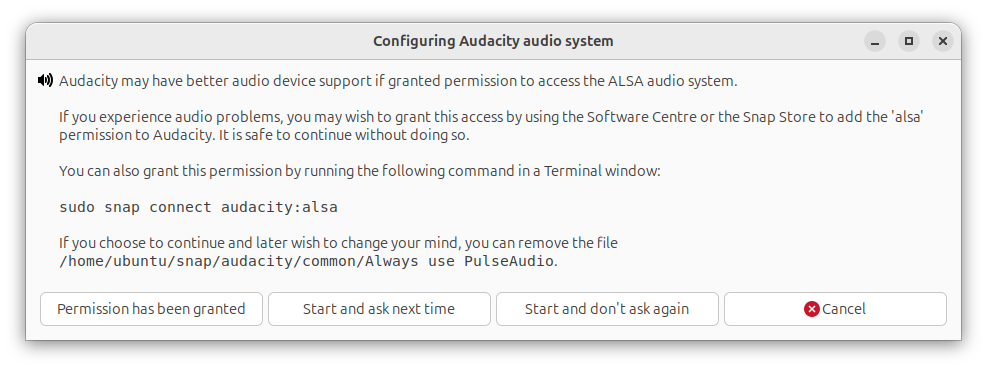 Configuring Audacity audio system
Audacity may have better audio device support if granted permission to access the ALSA audio system.
If you experience audio problems, you may wish to grant this access by using the Software Centre or the Snap Store to add the 'alsa'
permission to Audacity. It is safe to continue without doing so.
You can also grant this permission by running the following command in a Terminal window:
sudo snap connect audacity:alsa
If you choose to continue and later wish to change your mind, you can remove the file
/home/ubuntu/snap/audacity/common/Always use PulseAudio.
Permission has been granted
Start and ask next time
Start and don't ask again
Cancel